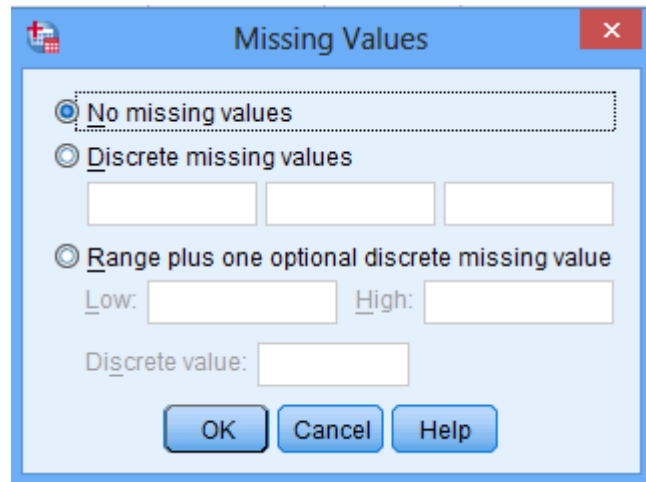 Missing Values
No missing values
Discrete missing values
Range plus one optional discrete missing value
Low: High:
Discrete value:
OK Cancel Help